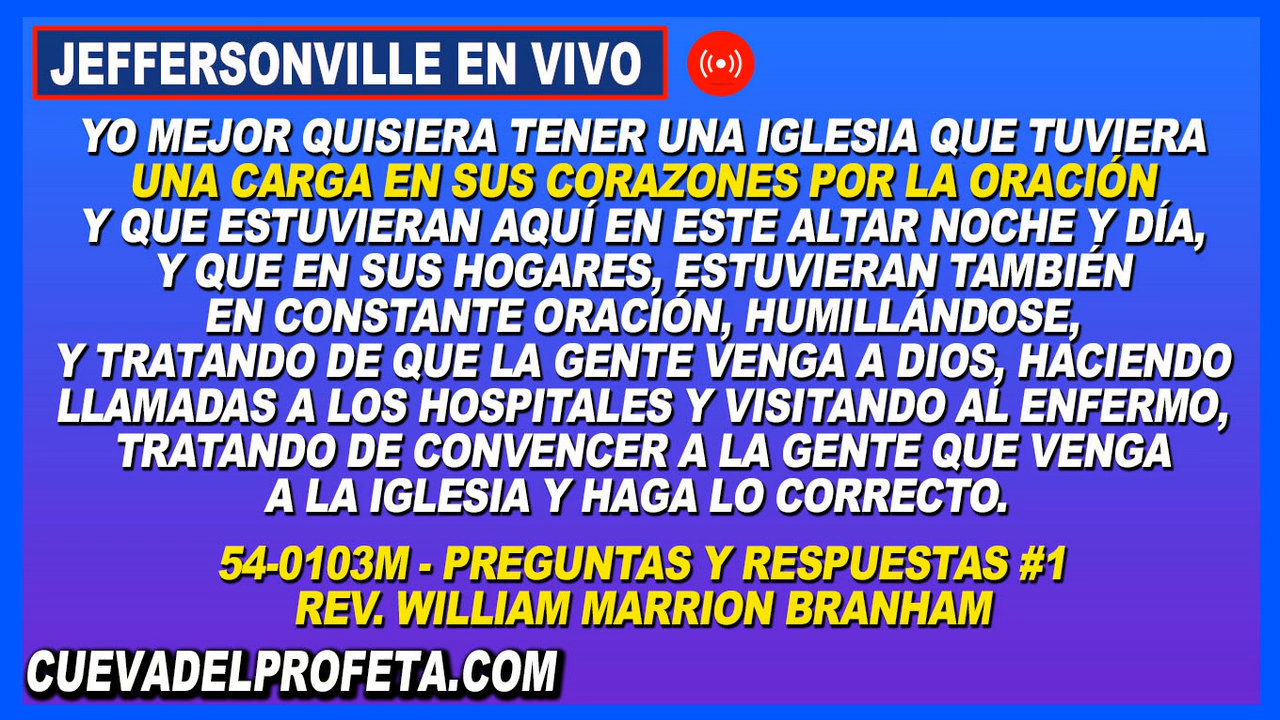 JEFFERSONVILLE EN VIVO
YO MEJOR QUISIERA TENER UNA IGLESIA QUE TUVIERA
UNA CARGA EN SUS CORAZONES POR LA ORACIÓN
Y QUE ESTUVIERAN AQUÍ EN ESTE ALTAR NOCHE Y DÍA,
Y QUE EN SUS HOGARES, ESTUVIERAN TAMBIÉN
EN CONSTANTE ORACIÓN, HUMILLÁNDOSE,
Y TRATANDO DE QUE LA GENTE VENGA A DIOS, HACIENDO
LLAMADAS A LOS HOSPITALES Y VISITANDO AL ENFERMO,
TRATANDO DE CONVENCER A LA GENTE QUE VENGA
A LA IGLESIA Y HAGA LO CORRECTO.
54-0103M - PREGUNTAS Y RESPUESTAS #1
REV. WILLIAM MARRION BRANHAM
CUEVADELPROFETA.COM